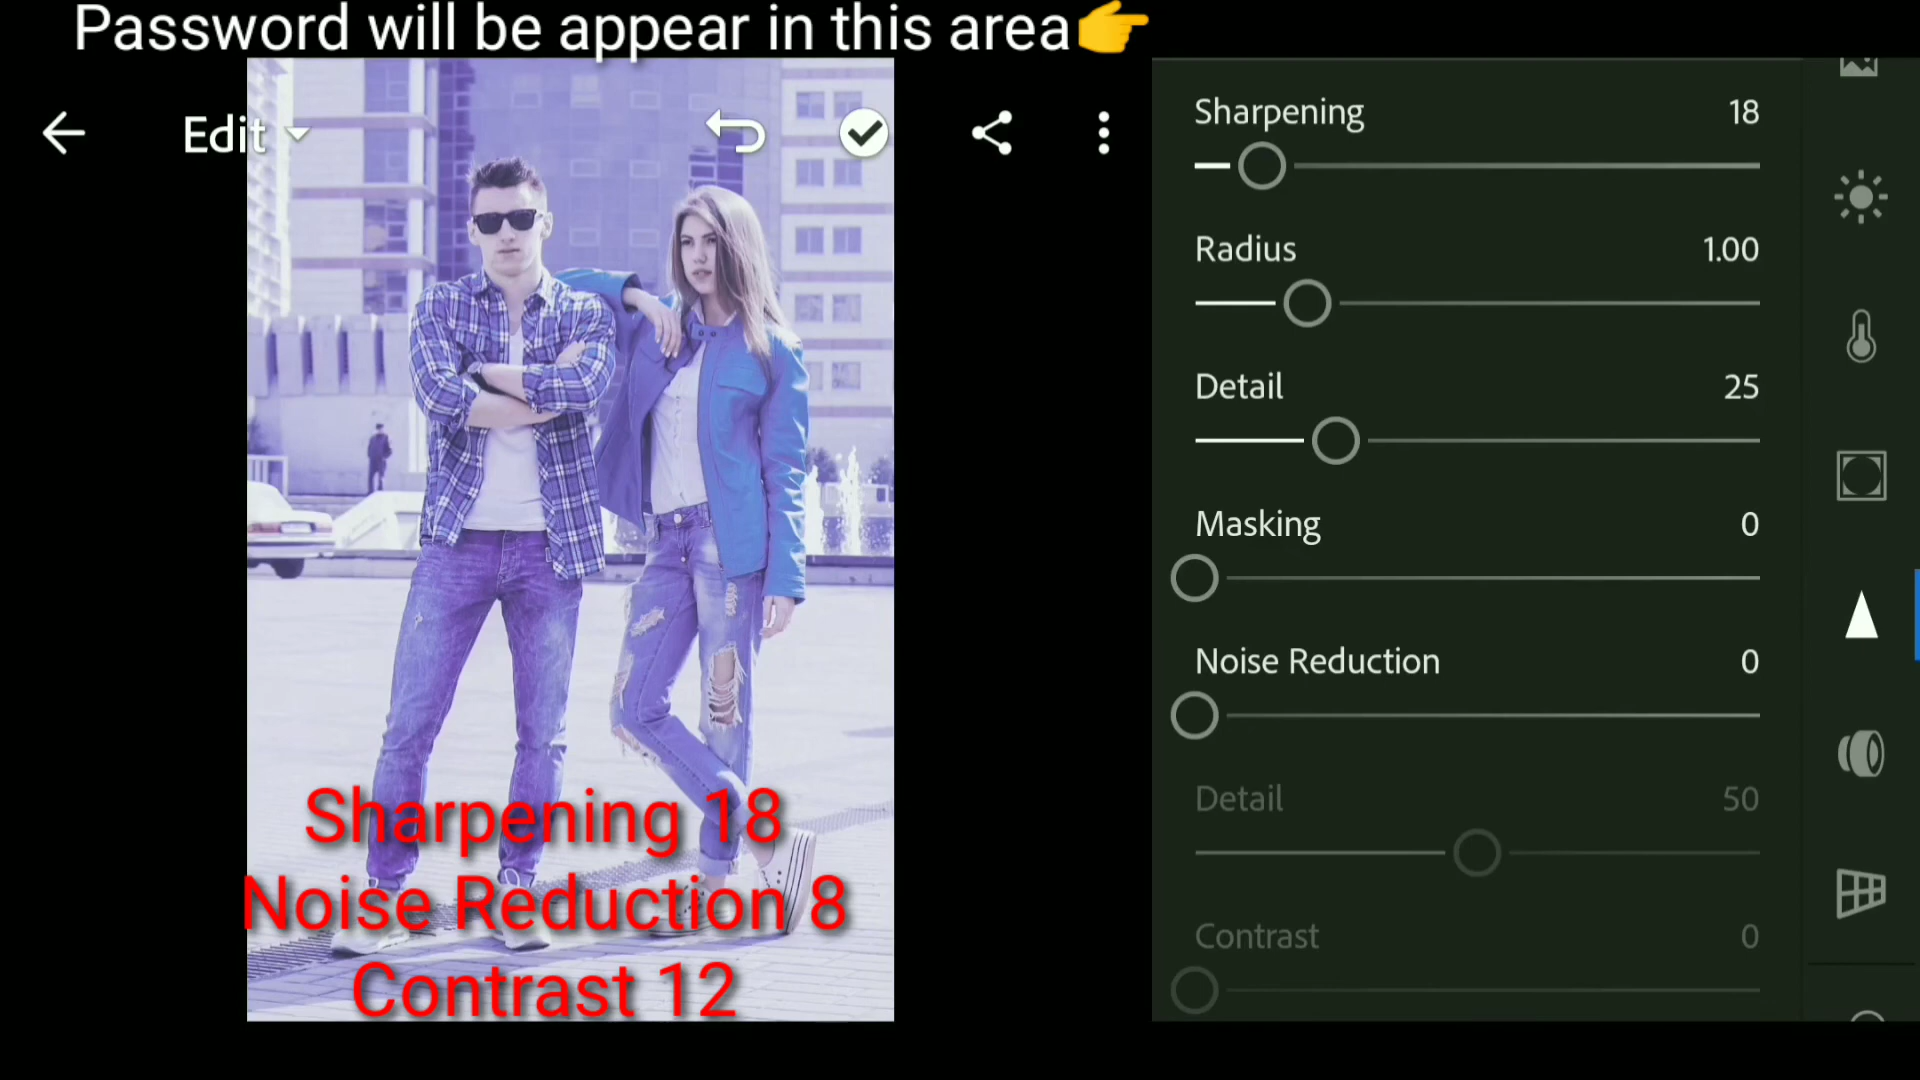 Password will be appear in this area👉
Edit
Sharpening 18
Radius 1.00
Detail 25
Masking 0
Noise Reduction 0
Detail 50
Contrast 0
Sharpening 18
Noise Reduction 8
Contrast 12